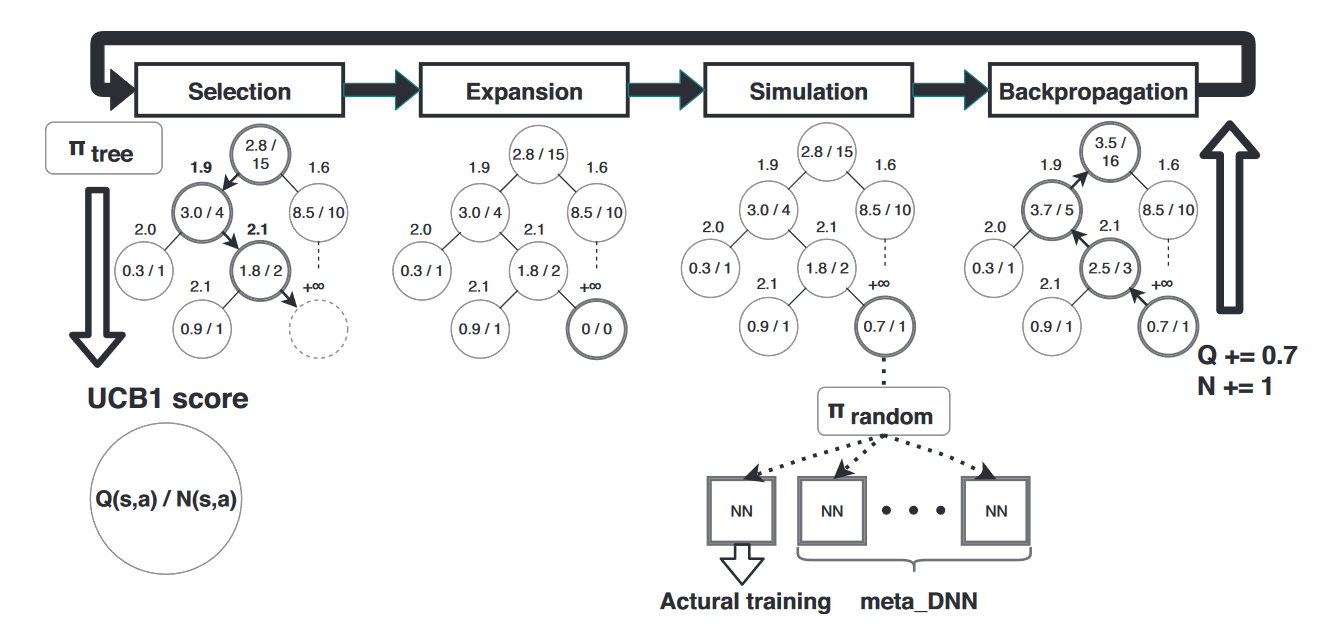 Selection
Expansion
Simulation
Backpropagation
π tree
2.8 /
15
1.9
1.6
3.0 / 4
8.5 / 10
2.0
2.1
0.3 / 1
1.8 / 2
2.1
+∞
0.9 / 1
2.8 / 15
1.9
1.6
3.0 / 4
8.5 / 10
2.0
2.1
0.3 / 1
1.8 / 2
2.1
+∞
0.9 / 1
0 / 0
2.8 / 15
1.9
1.6
3.0 / 4
8.5 / 10
2.0
2.1
0.3 / 1
1.8 / 2
2.1
+∞
0.9 / 1
0.7 / 1
3.5 /
16
1.9
1.6
3.7 / 5
8.5 / 10
2.0
2.1
0.3 / 1
2.5 / 3
2.1
+∞
0.9 / 1
0.7 / 1
Q += 0.7
N += 1
UCB1 score
Q(s,a) / N(s,a)
π random
NN
NN
NN
Actural training
meta_DNN